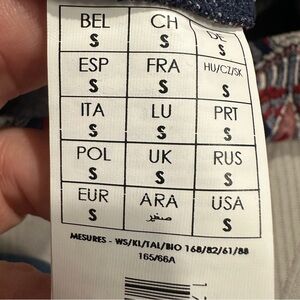 BEL CH DE
S S S
ESP FRA HU/CZ/SK
S S S
ITA LU PRT
S S S
POL UK RUS
S S S
EUR ARA USA
S صغير S
MESURES - WS/KI/TAI/BIO 168/82/61/88
165/66A